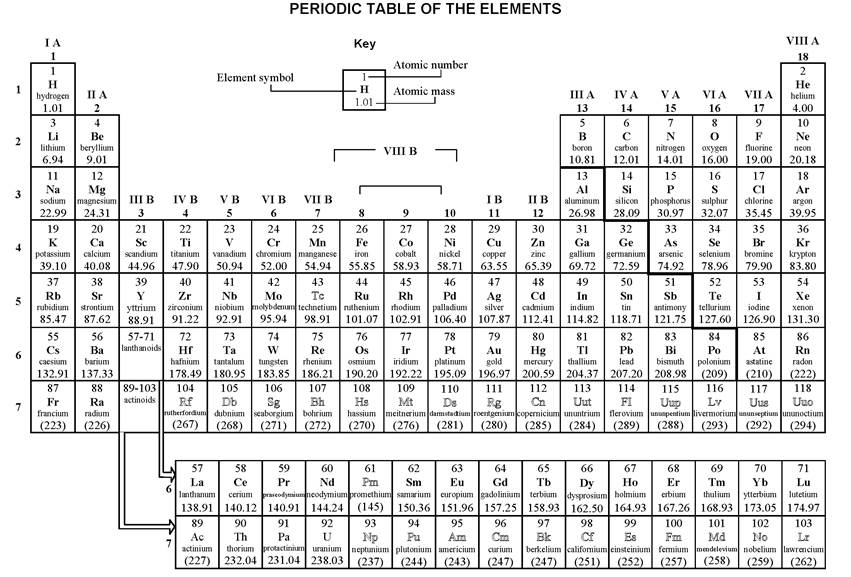 PERIODIC TABLE OF THE ELEMENTS
I A VIII A
1 Key 18
Element symbol 1 H 1.01 Atomic number Atomic mass
II A III A IV A V A VI A VII A
2 13 14 15 16 17
VIII B
III B IV B V B VI B VII B I B II B
3 4 5 6 7 8 9 10 11 12
1
1 2
H He
hydrogen helium
1.01 4.00
2
3 4 5 6 7 8 9 10
Li Be B C N O F Ne
lithium beryllium boron carbon nitrogen oxygen fluorine neon
6.94 9.01 10.81 12.01 14.01 16.00 19.00 20.18
3
11 12 13 14 15 16 17 18
Na Mg Al Si P S Cl Ar
sodium magnesium aluminum silicon phosphorus sulphur chlorine argon
22.99 24.31 26.98 28.09 30.97 32.07 35.45 39.95
4
19 20 21 22 23 24 25 26 27 28 29 30 31 32 33 34 35 36
K Ca Sc Ti V Cr Mn Fe Co Ni Cu Zn Ga Ge As Se Br Kr
potassium calcium scandium titanium vanadium chromium manganese iron cobalt nickel copper zinc gallium germanium arsenic selenium bromine krypton
39.10 40.08 44.96 47.90 50.94 52.00 54.94 55.85 58.93 58.71 63.55 65.39 69.72 72.59 74.92 78.96 79.90 83.80
5
37 38 39 40 41 42 43 44 45 46 47 48 49 50 51 52 53 54
Rb Sr Y Zr Nb Mo Tc Ru Rh Pd Ag Cd In Sn Sb Te I Xe
rubidium strontium yttrium zirconium niobium molybdenum technetium ruthenium rhodium palladium silver cadmium indium tin antimony tellurium iodine xenon
85.47 87.62 88.91 91.22 92.91 95.94 98.91 101.07 102.91 106.40 107.87 112.41 114.82 118.71 121.75 127.60 126.90 131.30
6
55 56 57-71 72 73 74 75 76 77 78 79 80 81 82 83 84 85 86
Cs Ba lanthanoids Hf Ta W Re Os Ir Pt Au Hg Tl Pb Bi Po At Rn
caesium barium hafnium tantalum tungsten rhenium osmium iridium platinum gold mercury thallium lead bismuth polonium astatine radon
132.91 137.33 178.49 180.95 183.85 186.21 190.20 192.22 195.09 196.97 200.59 204.37 207.20 208.98 (209) (210) (222)
7
87 88 89-103 104 105 106 107 108 109 110 111 112 113 114 115 116 117 118
Fr Ra actinoids Rf Db Sg Bh Hs Mt Ds Rg Cn Uut Fl Uup Lv Uus Uuo
francium radium rutherfordium dubnium seaborgium bohrium hassium meitnerium darmstadtium roentgenium copernicium ununtrium flerovium ununpentium livermorium ununseptium ununoctium
(223) (226) (267) (268) (271) (272) (270) (276) (281) (280) (285) (284) (289) (288) (293) (292) (294)
6
57 58 59 60 61 62 63 64 65 66 67 68 69 70 71
La Ce Pr Nd Pm Sm Eu Gd Tb Dy Ho Er Tm Yb Lu
lanthanum cerium praseodymium neodymium promethium samarium europium gadolinium terbium dysprosium holmium erbium thulium ytterbium lutetium
138.91 140.12 140.91 144.24 (145) 150.36 151.96 157.25 158.93 162.50 164.93 167.26 168.93 173.05 174.97
7
89 90 91 92 93 94 95 96 97 98 99 100 101 102 103
Ac Th Pa U Np Pu Am Cm Bk Cf Es Fm Md No Lr
actinium thorium protactinium uranium neptunium plutonium americium curium berkelium californium einsteinium fermium mendelevium nobelium lawrencium
(227) 232.04 231.04 238.03 (237) (244) (243) (247) (247) (251) (252) (257) (258) (259) (262)